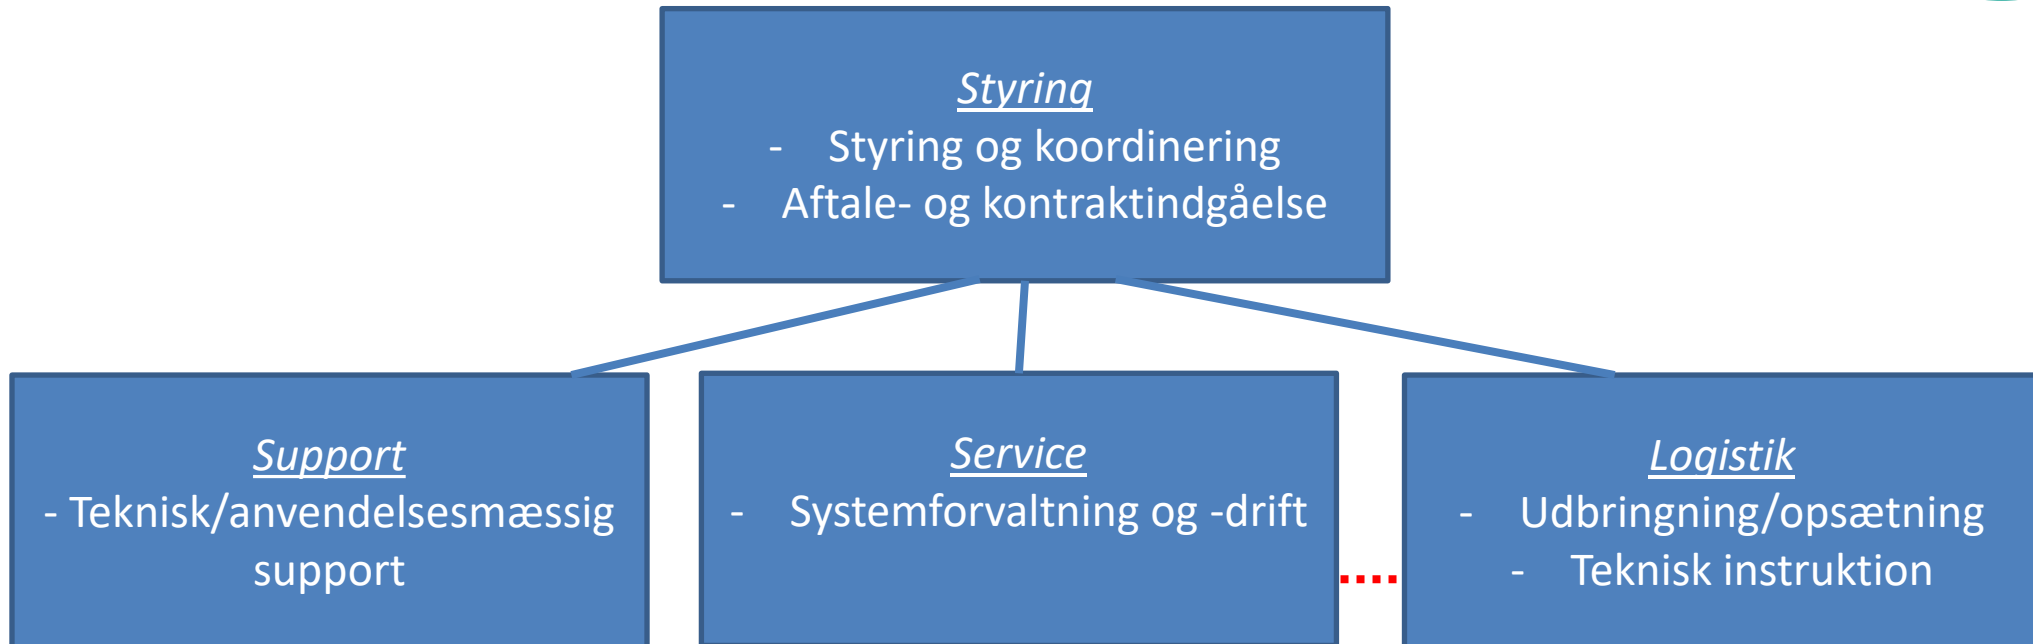 Styring
- Styring og koordinering
- Aftale- og kontraktindgåelse
Support
- Teknisk/anvendelsesmæssig
support
Service
- Systemforvaltning og -drift
Logistik
- Udbringning/opsætning
- Teknisk instruktion